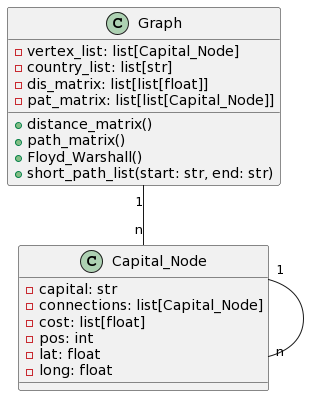 C Graph
vertex_list: list[Capital_Node]
country_list: list[str]
dis_matrix: list[list[float]]
pat_matrix: list[list[Capital_Node]]
distance_matrix()
path_matrix()
Floyd_Warshall()
short_path_list(start: str, end: str)
1
n
C Capital_Node
1
capital: str
connections: list[Capital_Node]
cost: list[float]
pos: int
lat: float
n
long: float